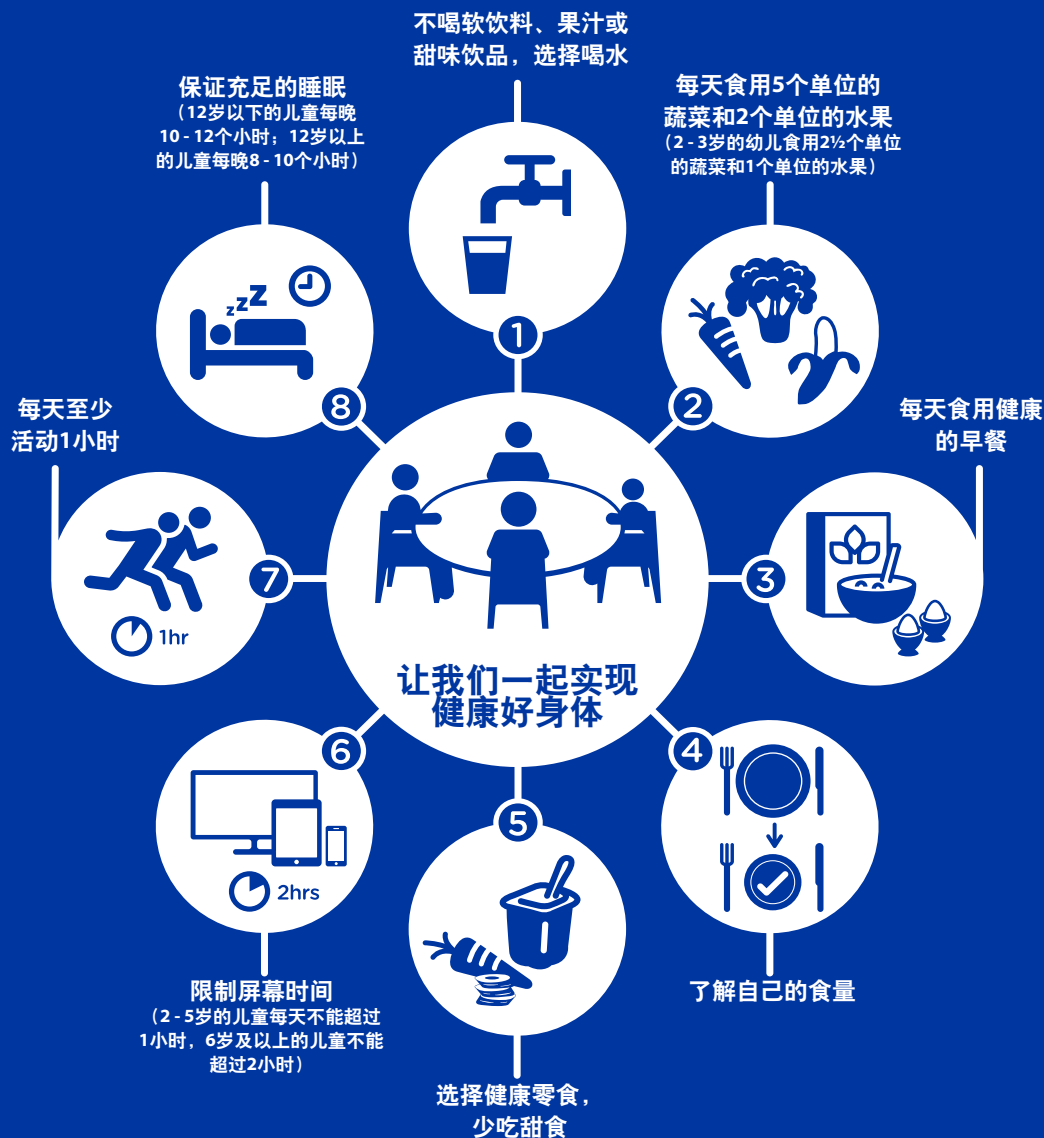 不喝软饮料、果汁或
甜味饮品，选择喝水
1
每天食用5个单位的
蔬菜和2个单位的水果
（2 - 3岁的幼儿食用2½个单位
的蔬菜和1个单位的水果）
2
每天食用健康
的早餐
3
4
了解自己的食量
5
选择健康零食，
少吃甜食
6
2hrs
限制屏幕时间
（2 - 5岁的儿童每天不能超过
1小时，6岁及以上的儿童不能
超过2小时）
每天至少
活动1小时
7
1hr
保证充足的睡眠
（12岁以下的儿童每晚
10 - 12个小时；12岁以上
的儿童每晚8 - 10个小时）
zzz
8
让我们一起实现
健康好身体